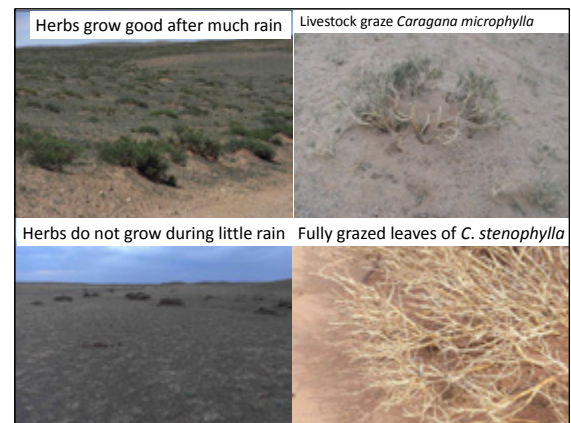 Herbs grow good after much rain
Livestock graze Caragana microphylla
Herbs do not grow during little rain
Fully grazed leaves of C. stenophylla